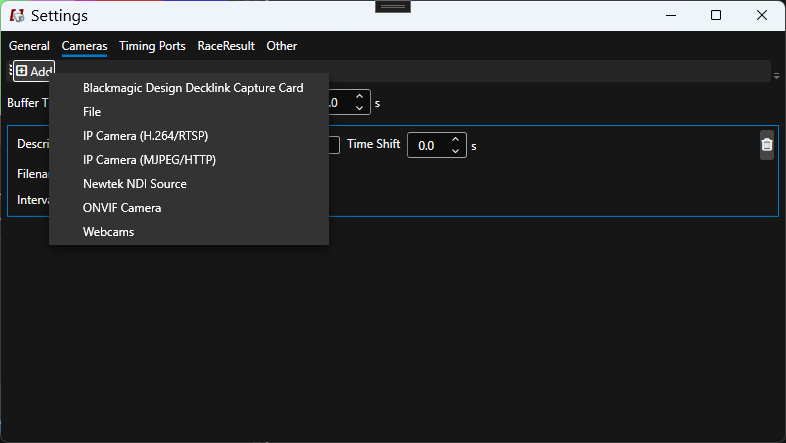 Settings
General Cameras Timing Ports RaceResult Other
Add
Buffer T .0 s
Blackmagic Design Decklink Capture Card
File
IP Camera (H.264/RTSP)
IP Camera (MJPEG/HTTP)
Newtek NDI Source
ONVIF Camera
Webcams
Descri Time Shift 0.0 s
Filena
Interva